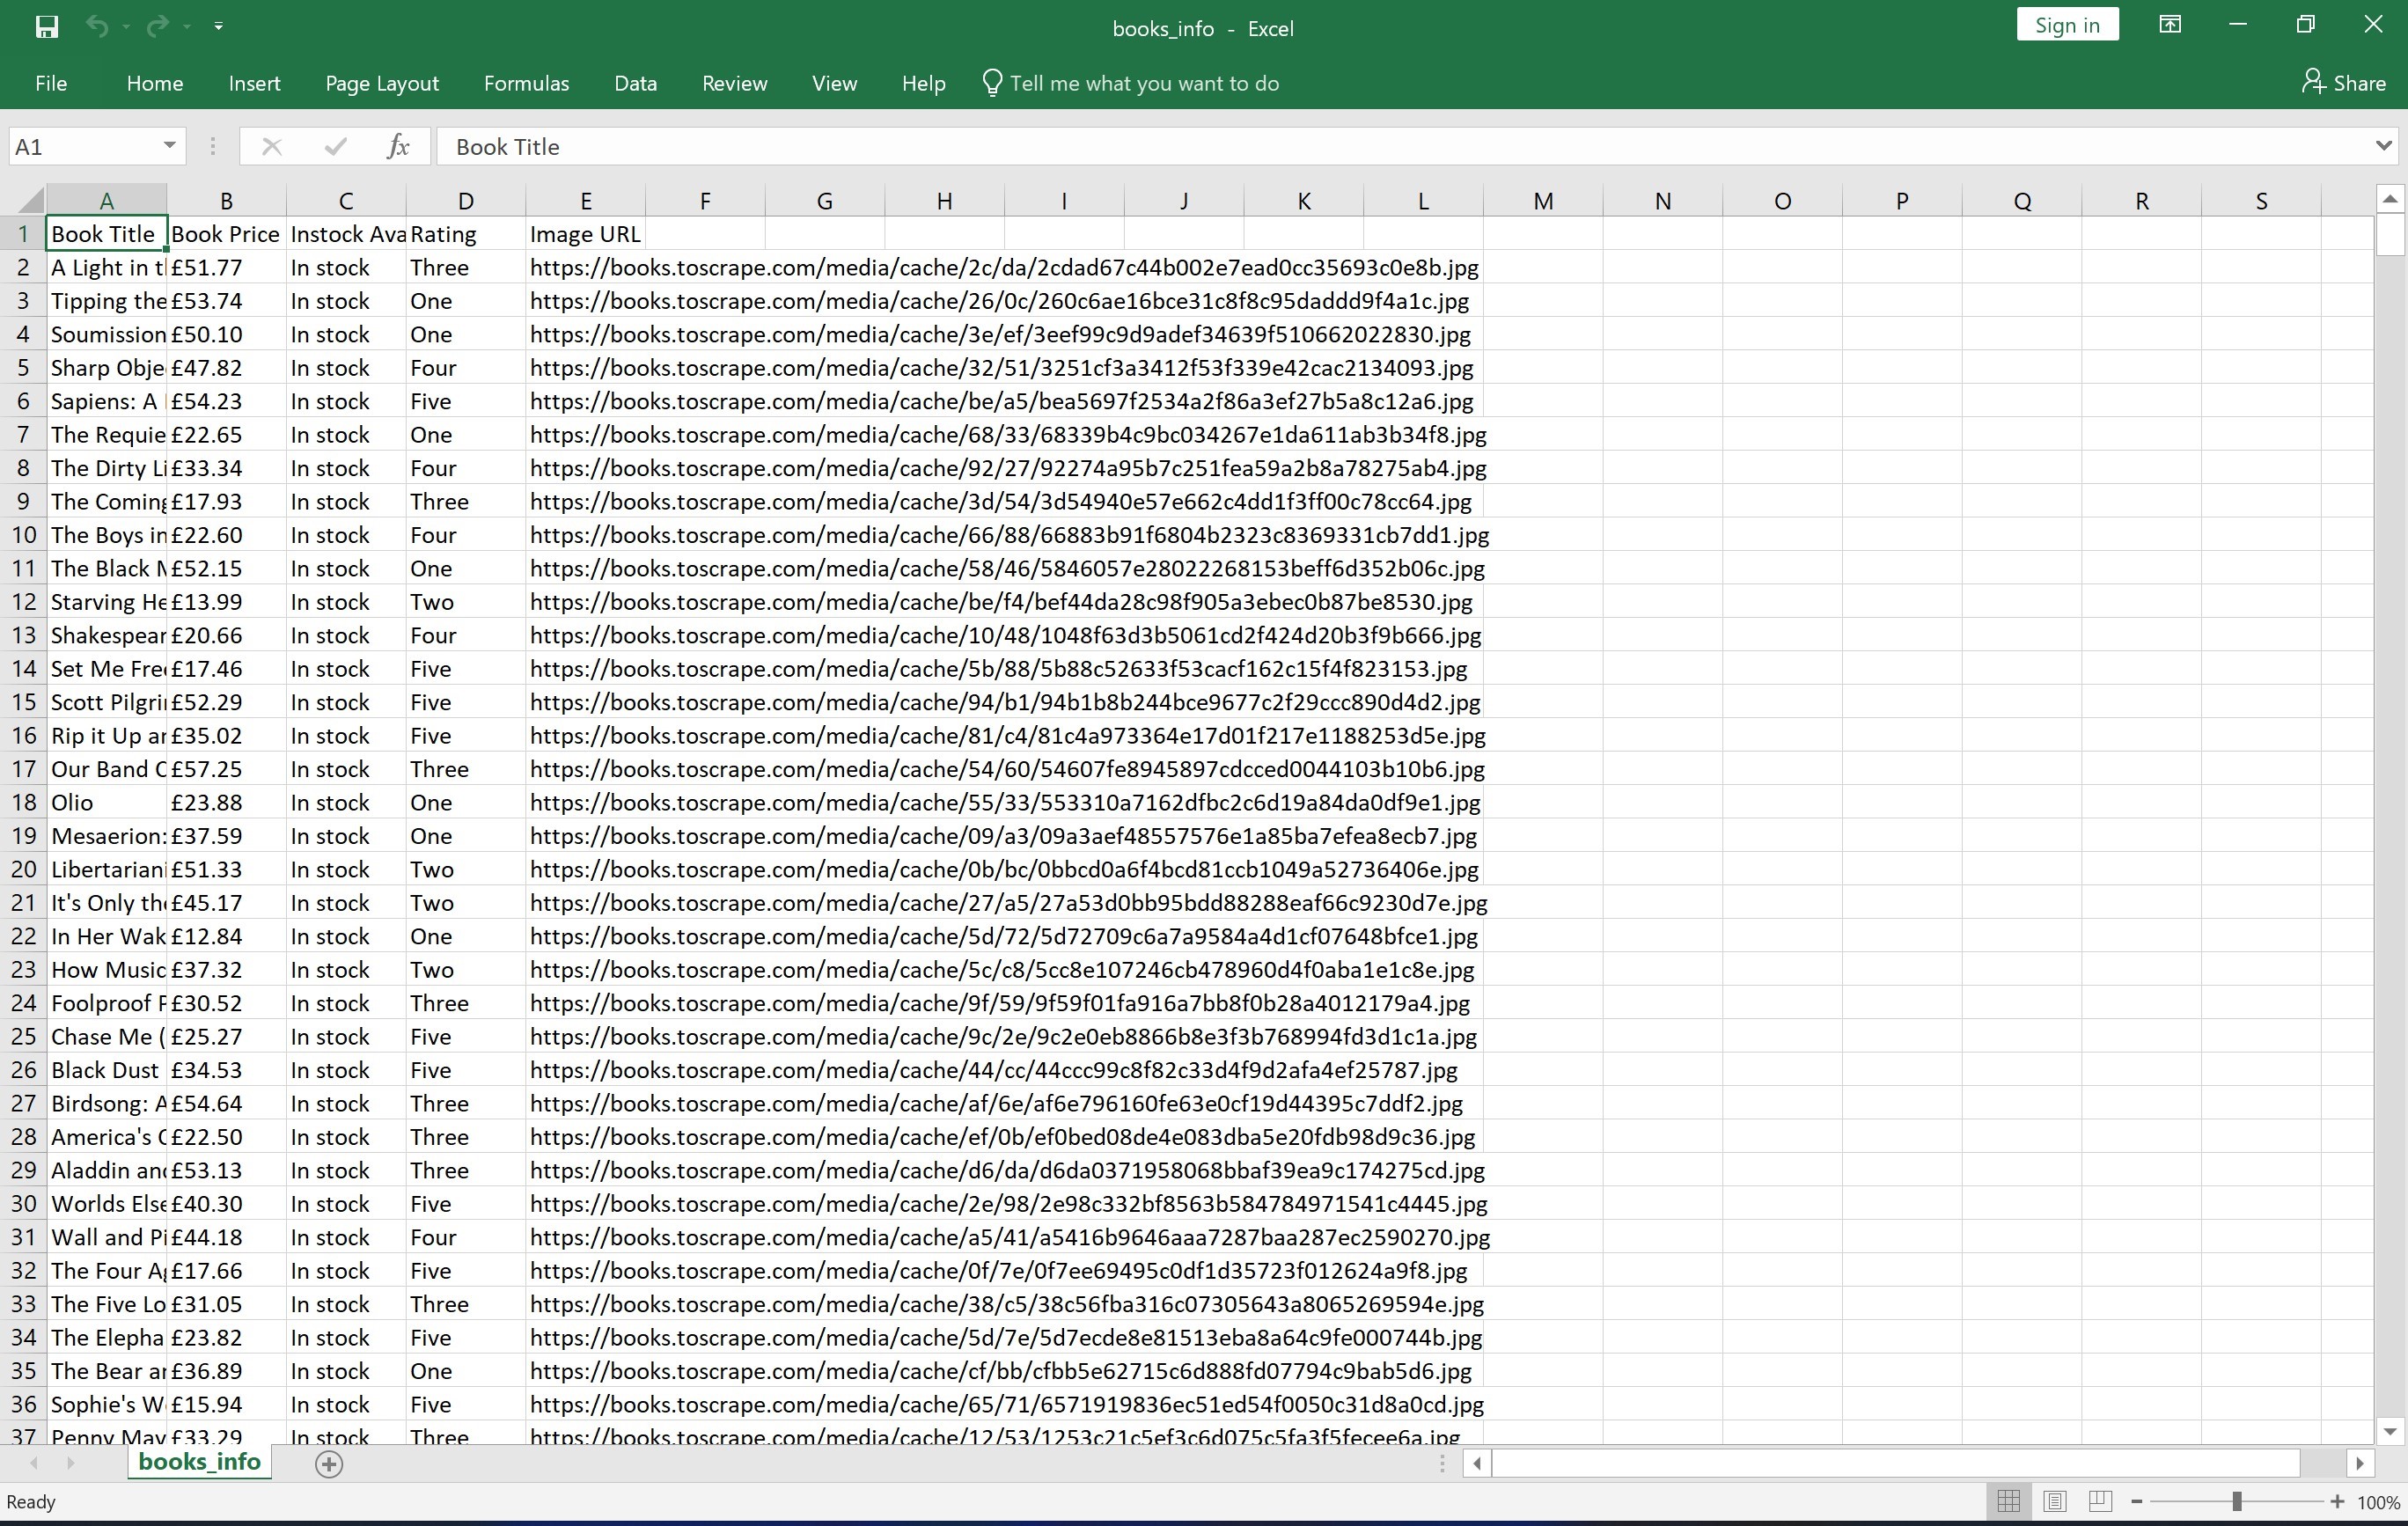 books_info - Excel
Sign in
File Home Insert Page Layout Formulas Data Review View Help Tell me what you want to do Share
A1 fx Book Title
A B C D E F G H I J K L M N O P Q R S
1 Book Title Book Price Instock Ava Rating Image URL
2 A Light in £51.77 In stock Three https://books.toscrape.com/media/cache/2c/da/2cdad67c44b002e7ead0cc35693c0e8b.jpg
3 Tipping the £53.74 In stock One https://books.toscrape.com/media/cache/26/0c/260c6ae16bce31c8f8c95daddd9f4a1c.jpg
4 Soumission £50.10 In stock One https://books.toscrape.com/media/cache/3e/ef/3eef99c9d9adef34639f510662022830.jpg
5 Sharp Obje £47.82 In stock Four https://books.toscrape.com/media/cache/32/51/3251cf3a3412f53f339e42cac2134093.jpg
6 Sapiens: A £54.23 In stock Five https://books.toscrape.com/media/cache/be/a5/bea5697f2534a2f86a3ef27b5a8c12a6.jpg
7 The Requie £22.65 In stock One https://books.toscrape.com/media/cache/68/33/68339b4c9bc034267e1da611ab3b34f8.jpg
8 The Dirty Li £33.34 In stock Four https://books.toscrape.com/media/cache/92/27/92274a95b7c251fea59a2b8a78275ab4.jpg
9 The Coming £17.93 In stock Three https://books.toscrape.com/media/cache/3d/54/3d54940e57e662c4dd1f3ff00c78cc64.jpg
10 The Boys in £22.60 In stock Four https://books.toscrape.com/media/cache/66/88/66883b91f6804b2323c8369331cb7dd1.jpg
11 The Black £52.15 In stock One https://books.toscrape.com/media/cache/58/46/5846057e28022268153beff6d352b06c.jpg
12 Starving He £13.99 In stock Two https://books.toscrape.com/media/cache/be/f4/bef44da28c98f905a3ebec0b87be8530.jpg
13 Shakespear £20.66 In stock Four https://books.toscrape.com/media/cache/10/48/1048f63d3b5061cd2f424d20b3f9b666.jpg
14 Set Me Fre £17.46 In stock Five https://books.toscrape.com/media/cache/5b/88/5b88c52633f53cacf162c15f4f823153.jpg
15 Scott Pilgri £52.29 In stock Five https://books.toscrape.com/media/cache/94/b1/94b1b8b244bce9677c2f29ccc890d4d2.jpg
16 Rip it Up ar £35.02 In stock Five https://books.toscrape.com/media/cache/81/c4/81c4a973364e17d01f217e1188253d5e.jpg
17 Our Band C £57.25 In stock Three https://books.toscrape.com/media/cache/54/60/54607fe8945897cdcced0044103b10b6.jpg
18 Olio £23.88 In stock One https://books.toscrape.com/media/cache/55/33/553310a7162dfbc2c6d19a84da0df9e1.jpg
19 Mesaerion: £37.59 In stock One https://books.toscrape.com/media/cache/09/a3/09a3aef48557576e1a85ba7efea8ecb7.jpg
20 Libertariani £51.33 In stock Two https://books.toscrape.com/media/cache/0b/bc/0bbcd0a6f4bcd81ccb1049a52736406e.jpg
21 It's Only the £45.17 In stock Two https://books.toscrape.com/media/cache/27/a5/27a53d0bb95bdd88288eaf66c9230d7e.jpg
22 In Her Wak £12.84 In stock One https://books.toscrape.com/media/cache/5d/72/5d72709c6a7a9584a4d1cf07648bfce1.jpg
23 How Music £37.32 In stock Two https://books.toscrape.com/media/cache/5c/c8/5cc8e107246cb478960d4f0aba1e1c8e.jpg
24 Foolproof P £30.52 In stock Three https://books.toscrape.com/media/cache/9f/59/9f59f01fa916a7bb8f0b28a4012179a4.jpg
25 Chase Me ( £25.27 In stock Five https://books.toscrape.com/media/cache/9c/2e/9c2e0eb8866b8e3f3b768994fd3d1c1a.jpg
26 Black Dust £34.53 In stock Five https://books.toscrape.com/media/cache/44/cc/44ccc99c8f82c33d4f9d2afa4ef25787.jpg
27 Birdsong: A £54.64 In stock Three https://books.toscrape.com/media/cache/af/6e/af6e796160fe63e0cf19d44395c7ddf2.jpg
28 America's C £22.50 In stock Three https://books.toscrape.com/media/cache/ef/0b/ef0bed08de4e083dba5e20fdb98d9c36.jpg
29 Aladdin and £53.13 In stock Three https://books.toscrape.com/media/cache/d6/da/d6da0371958068bbaf39ea9c174275cd.jpg
30 Worlds Else £40.30 In stock Five https://books.toscrape.com/media/cache/2e/98/2e98c332bf8563b584784971541c4445.jpg
31 Wall and Pi £44.18 In stock Four https://books.toscrape.com/media/cache/a5/41/a5416b9646aaa7287baa287ec2590270.jpg
32 The Four Ag £17.66 In stock Five https://books.toscrape.com/media/cache/0f/7e/0f7ee69495c0df1d35723f012624a9f8.jpg
33 The Five Lo £31.05 In stock Three https://books.toscrape.com/media/cache/38/c5/38c56fba316c07305643a8065269594e.jpg
34 The Elepha £23.82 In stock Five https://books.toscrape.com/media/cache/5d/7e/5d7ecde8e81513eba8a64c9fe000744b.jpg
35 The Bear ar £36.89 In stock One https://books.toscrape.com/media/cache/cf/bb/cfbb5e62715c6d888fd07794c9bab5d6.jpg
36 Sophie's W £15.94 In stock Five https://books.toscrape.com/media/cache/65/71/6571919836ec51ed54f0050c31d8a0cd.jpg
37 Penny May £33.29 In stock Three https://books.toscrape.com/media/cache/12/53/1253c21c5ef3c6d075c5fa3f5fecee6a.jpg
books_info
Ready 100%